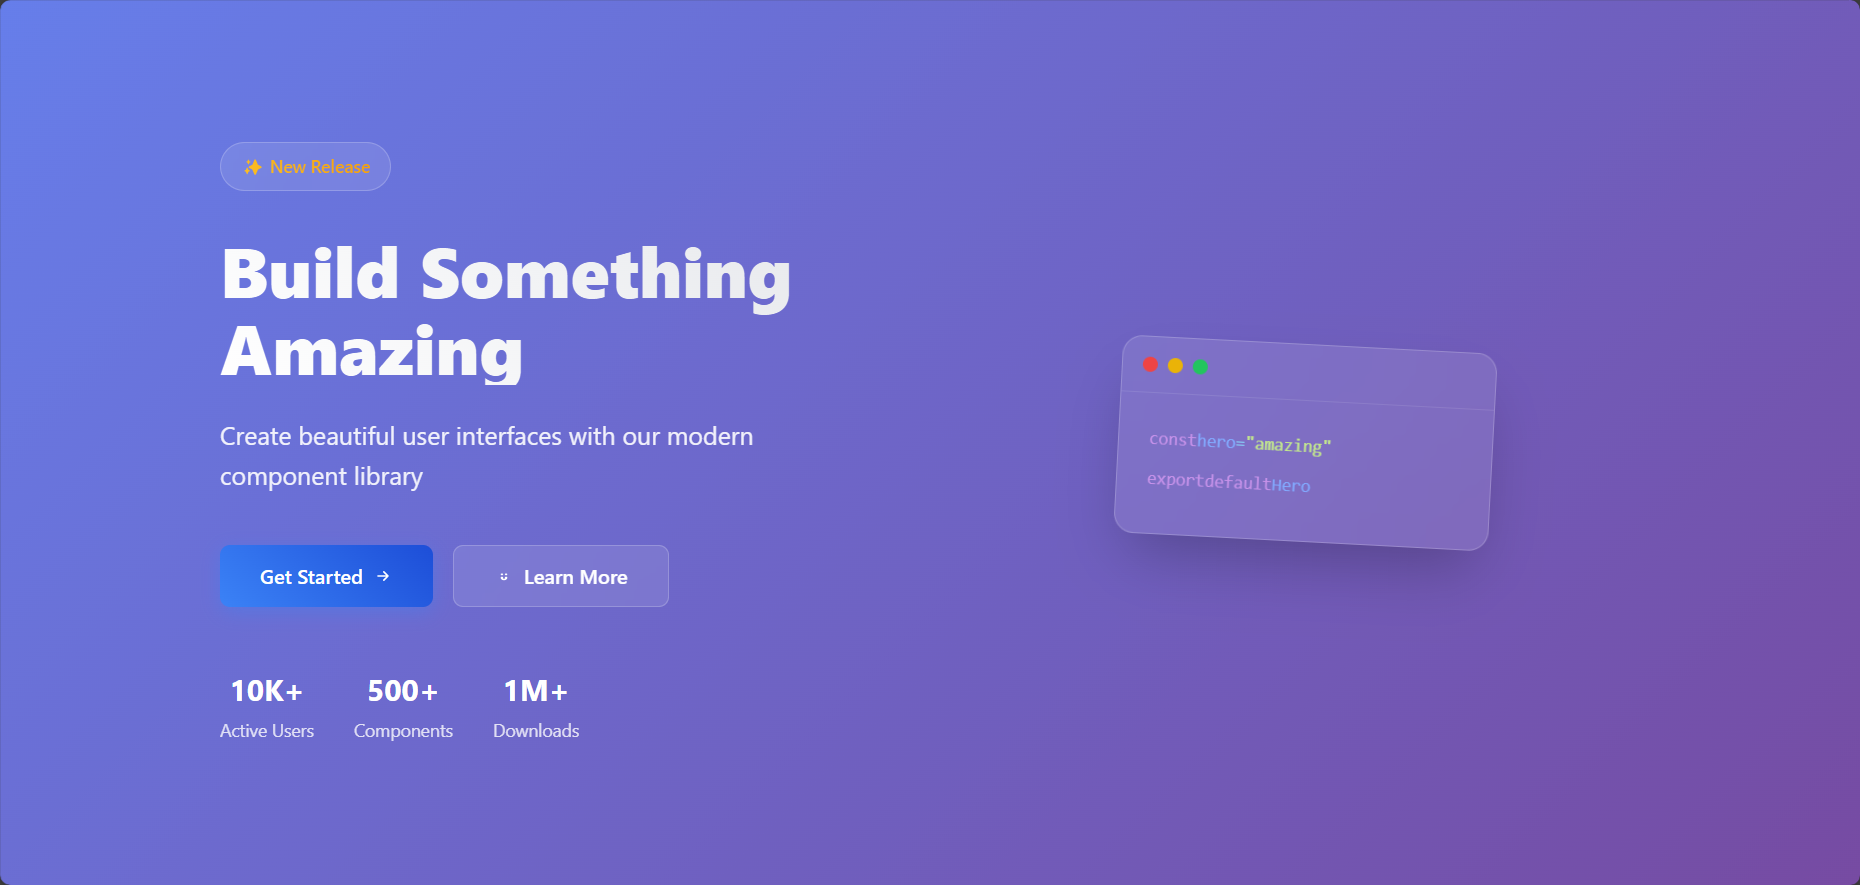 ✨ New Release
Build Something
Amazing
Create beautiful user interfaces with our modern
component library
Get Started →
Learn More
10K+ 500+ 1M+
Active Users Components Downloads
consthero="amazing"
exportdefaultHero